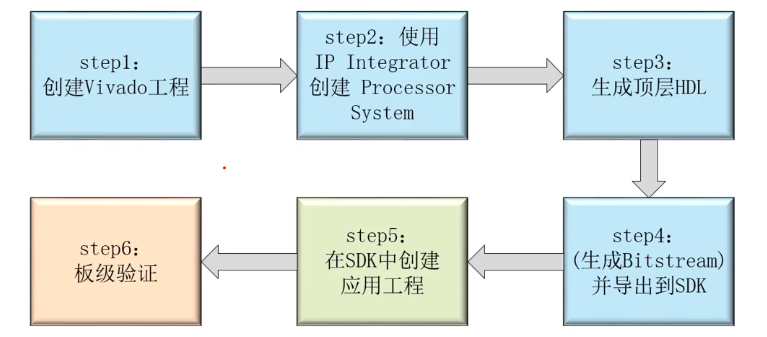 step1：
创建Vivado工程
step2：使用
IP Integrator
创建 Processor
System
step3：
生成顶层HDL
step4：
(生成Bitstream)
并导出到SDK
step5：
在SDK中创建
应用工程
step6：
板级验证